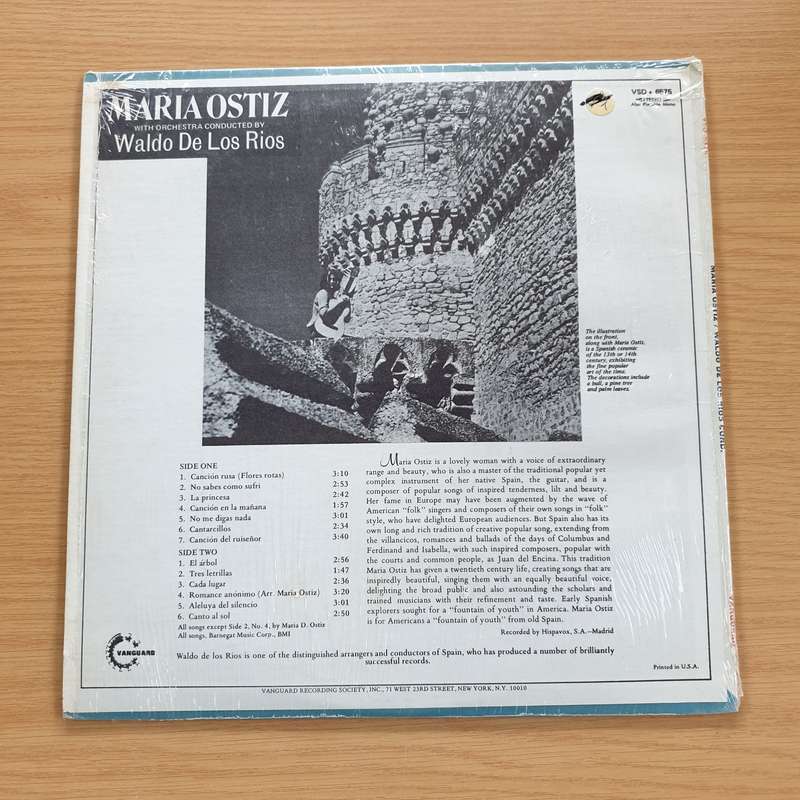 MARIA OSTIZ
WITH ORCHESTRA CONDUCTED BY
Waldo De Los Rios
VSD • 6575
The illustration
on the front,
along with Maria Ostiz,
is a Spanish ceramic
of the 13th or 14th
century, exhibiting
the fine popular
art of the time.
The decorations include
a bull, a pine tree
and palm leaves.
SIDE ONE
1. Canción rusa (Flores rotas) 3:10
2. No sabes como sufrí 2:53
3. La princesa 2:42
4. Canción en la mañana 1:57
5. No me digas nada 3:01
6. Cantarcillos 2:34
7. Canción del ruiseñor 3:40
SIDE TWO
1. El árbol 2:56
2. Tres letrillas 1:47
3. Cada lugar 2:36
4. Romance anónimo (Arr. Maria Ostiz) 3:20
5. Aleluya del silencio 3:01
6. Canto al sol 2:50
All songs except Side 2, No. 4, by Maria D. Ostiz
All songs, Barnegat Music Corp., BMI
Maria Ostiz is a lovely woman with a voice of extraordinary
range and beauty, who is also a master of the traditional popular yet
complex instrument of her native Spain, the guitar, and is a
composer of popular songs of inspired tenderness, lilt and beauty.
Her fame in Europe may have been augmented by the wave of
American "folk" singers and composers of their own songs in "folk"
style, who have delighted European audiences. But Spain also has its
own long and rich tradition of creative popular song, extending from
the villancicos, romances and ballads of the days of Columbus and
Ferdinand and Isabella, with such inspired composers, popular with
the courts and common people, as Juan del Encina. This tradition
Maria Ostiz has given a twentieth century life, creating songs that are
inspiredly beautiful, singing them with an equally beautiful voice,
delighting the broad public and also astounding the scholars and
trained musicians with their refinement and taste. Early Spanish
explorers sought for a "fountain of youth" in America. Maria Ostiz
is for Americans a "fountain of youth" from old Spain.
Recorded by Hispavox, S.A.—Madrid
VANGUARD
Waldo de los Rios is one of the distinguished arrangers and conductors of Spain, who has produced a number of brilliantly
successful records.
Printed in U.S.A.
VANGUARD RECORDING SOCIETY, INC., 71 WEST 23RD STREET, NEW YORK, N.Y. 10010
MARIA OSTIZ / WALDO DE LOS RIOS COND.